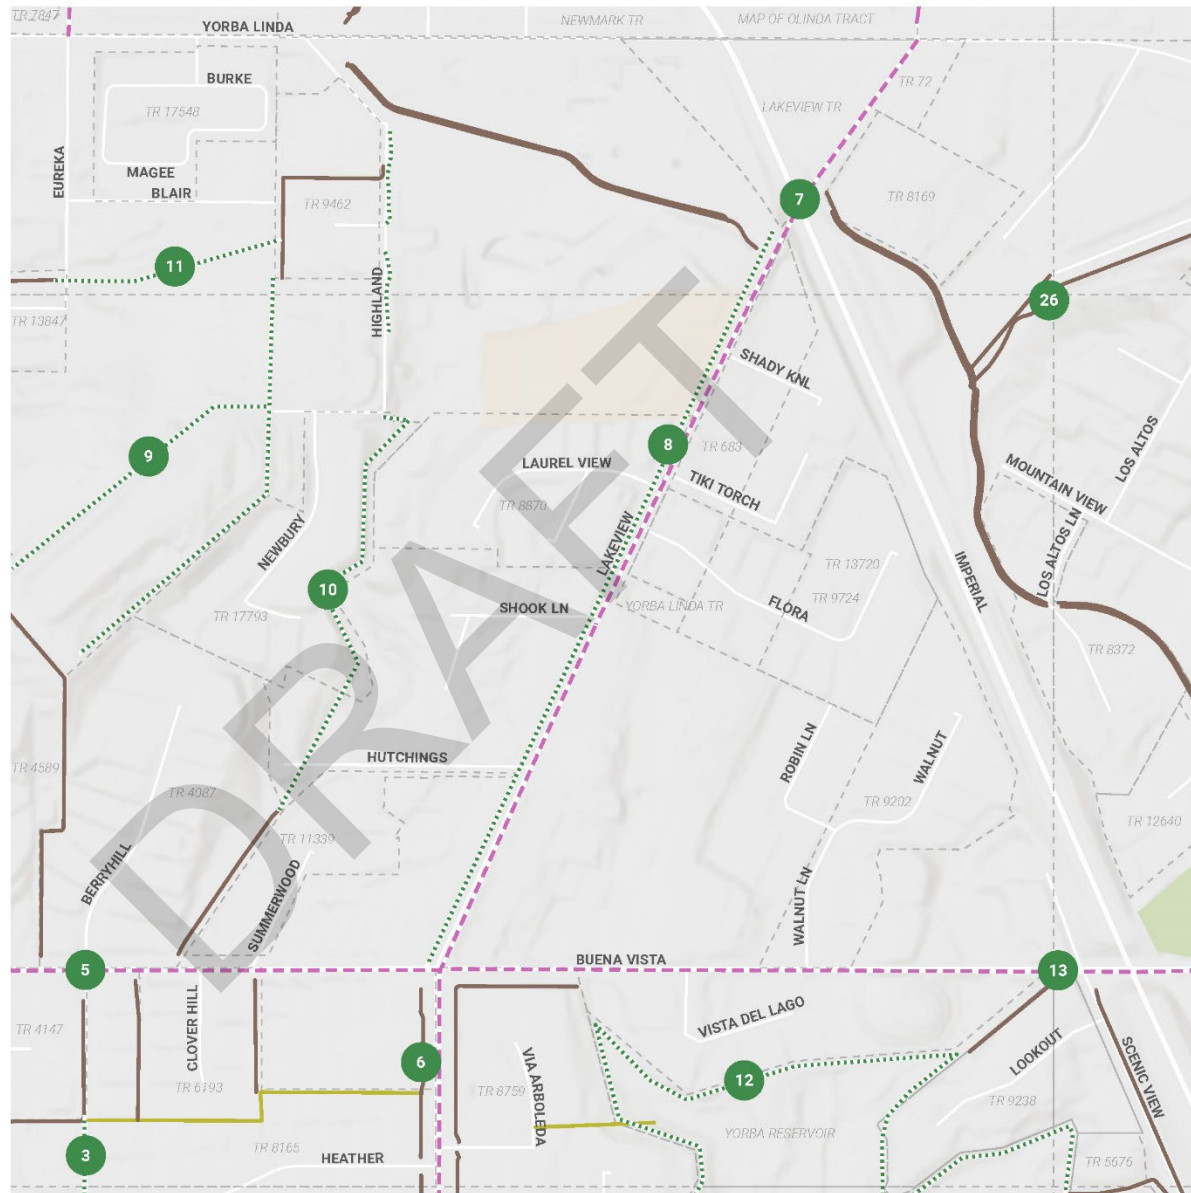 TR 7847
YORBA LINDA
NEWMARK TR
MAP OF OLINDA TRACT
BURKE
TR 72
TR 17548
LAKEVIEW TR
EUREKA
MAGEE
BLAIR
TR 9462
7
TR 8169
11
HIGHLAND
26
TR 13847
SHADY KNL
9
8
TR 683
LOS ALTOS
LAUREL VIEW
TIKI TORCH
MOUNTAIN VIEW
TR 8870
NEWBURY
LAKEVIEW
LOS ALTOS LN
IMPERIAL
TR 13720
10
TR 9724
FLORA
SHOOK LN
YORBA LINDA TR
TR 17793
TR 8372
DRAFT
HUTCHINGS
ROBIN LN
WALNUT
TR 4589
TR 4087
TR 9202
TR 11339
TR 12640
BERRYHILL
SUMMERWOOD
WALNUT LN
BUENA VISTA
5
13
TR 4147
CLOVER HILL
VISTA DEL LAGO
6
LOOKOUT
SCENIC VIEW
12
TR 6193
TR 8759
VIA ARBOLEDA
TR 9238
YORBA RESERVOIR
3
TR 8165
HEATHER
TR 5676